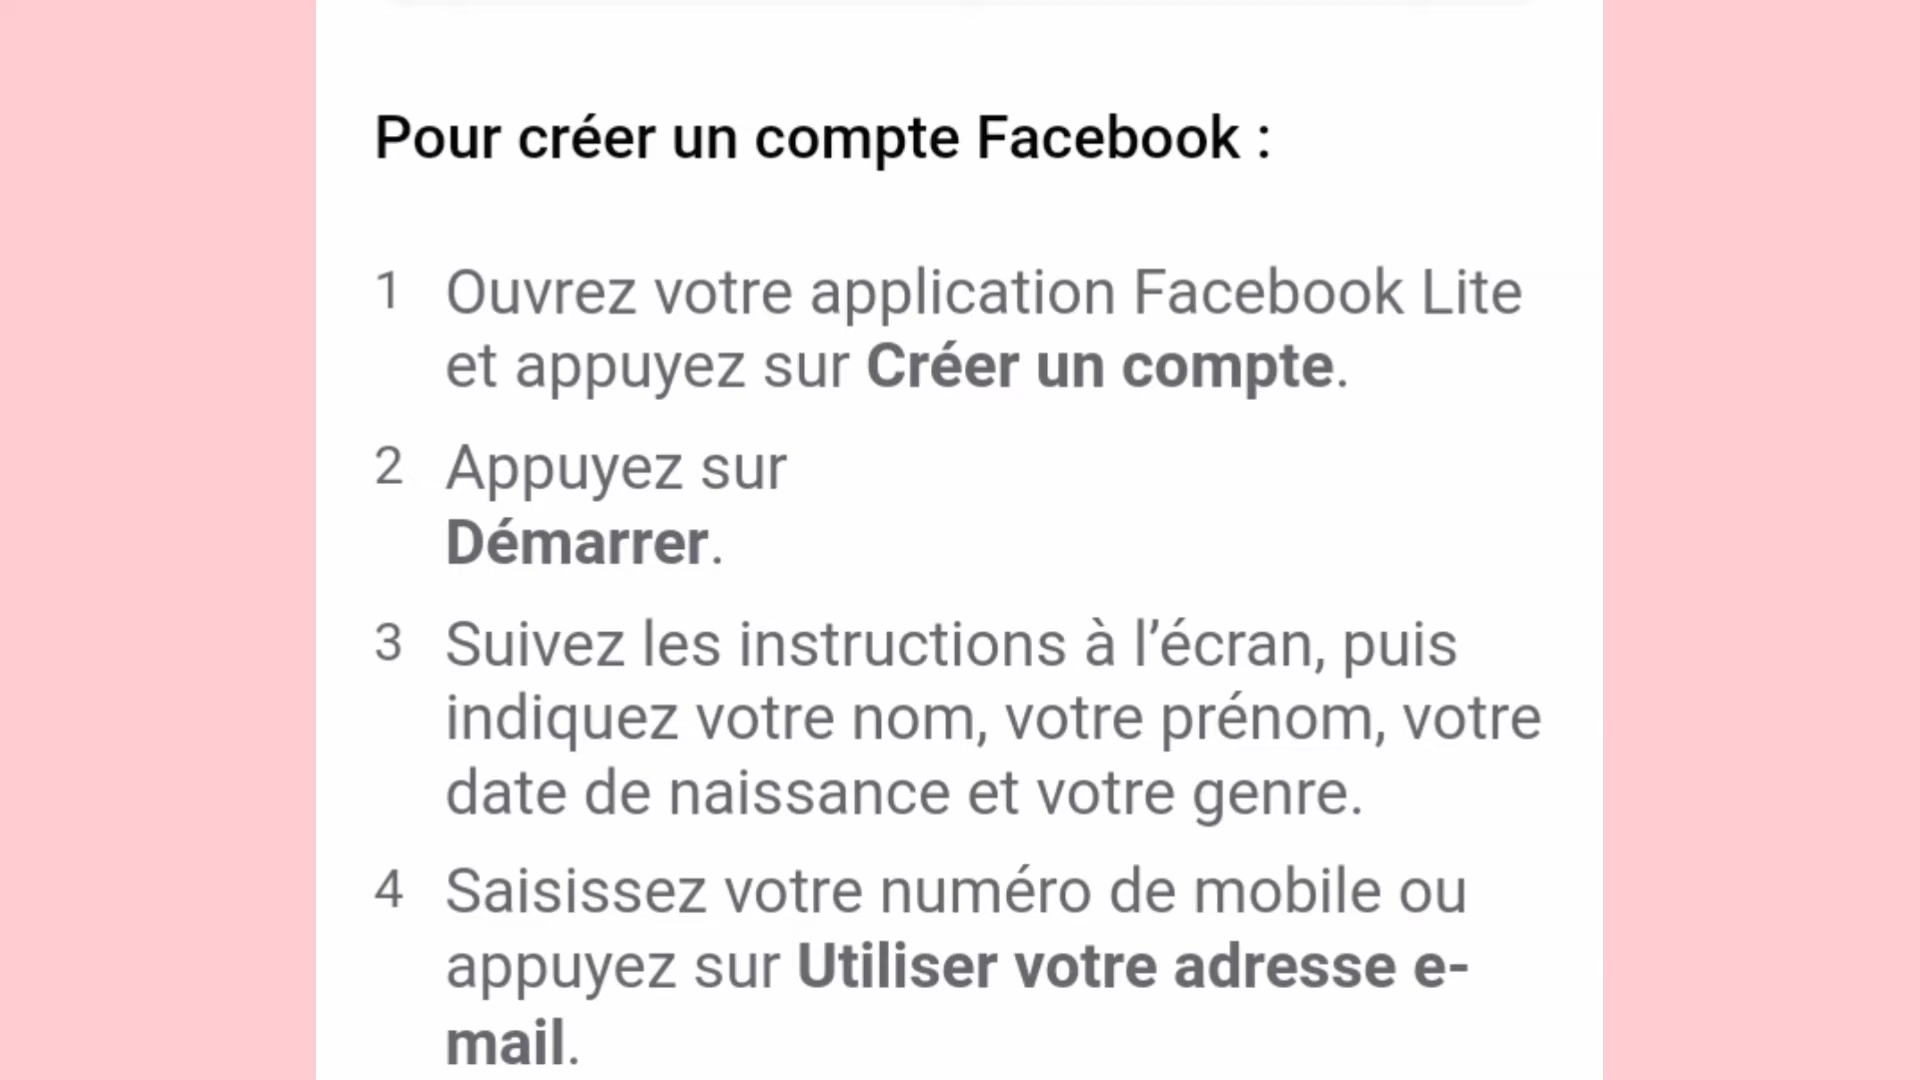 Pour créer un compte Facebook :
1 Ouvrez votre application Facebook Lite
et appuyez sur Créer un compte.
2 Appuyez sur
Démarrer.
3 Suivez les instructions à l’écran, puis
indiquez votre nom, votre prénom, votre
date de naissance et votre genre.
4 Saisissez votre numéro de mobile ou
appuyez sur Utiliser votre adresse e-
mail.